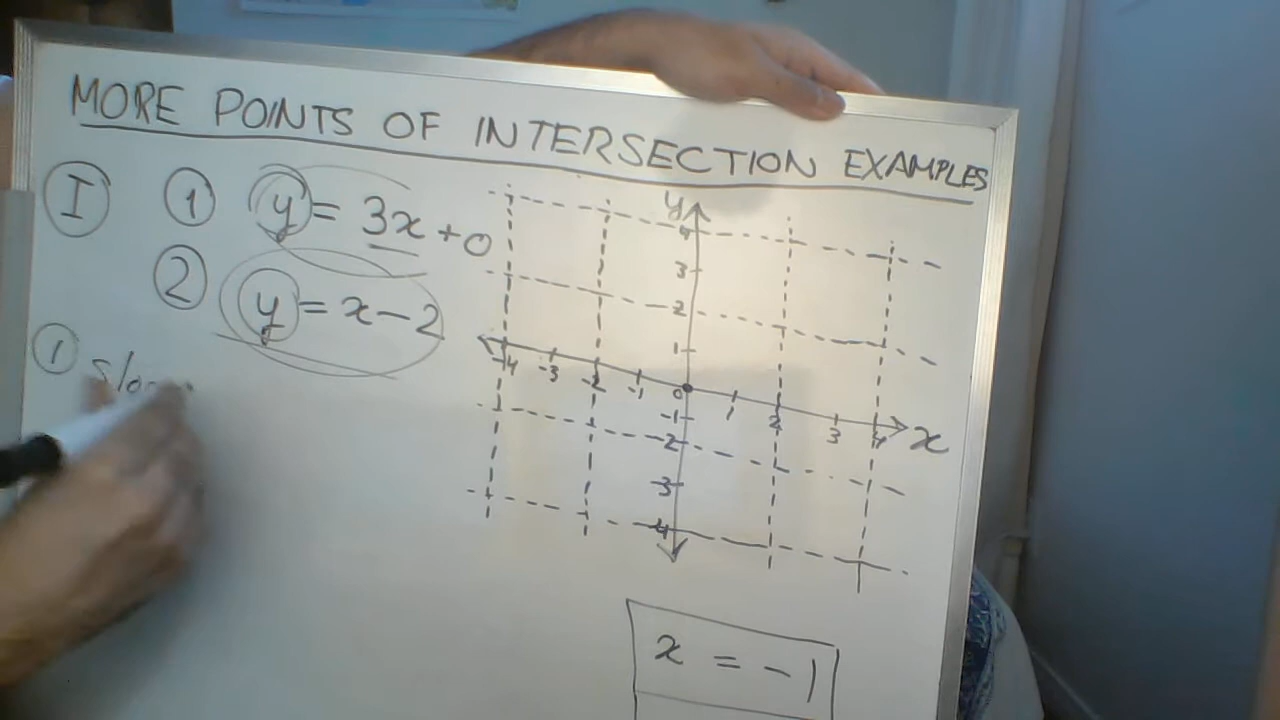 MORE POINTS OF INTERSECTION EXAMPLES
I ① y = 3x + 0
② y = x - 2
①
y
4
3
2
1
-4 -3 -2 -1 0 1 2 3 4 x
-1
-2
-3
-4
x = -1